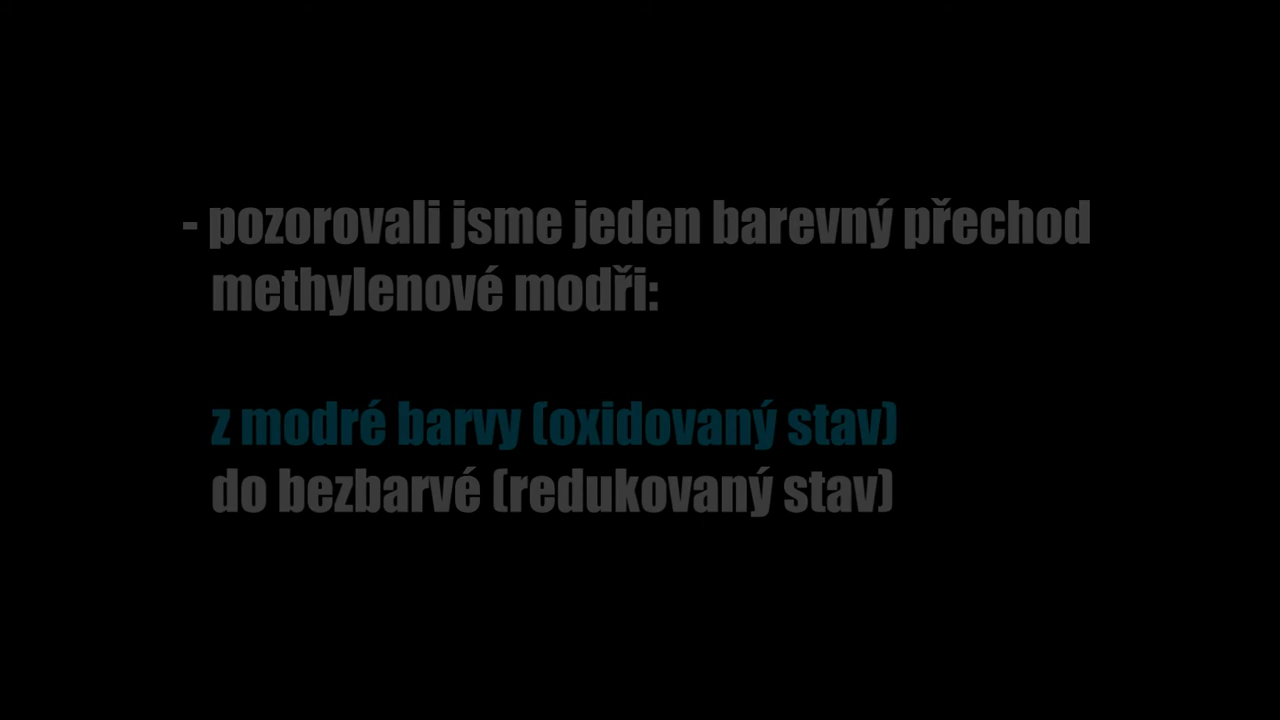 - pozorovali jsme jeden barevný přechod
methylenové modři:
z modré barvy (oxidovaný stav)
do bezbarvé (redukovaný stav)